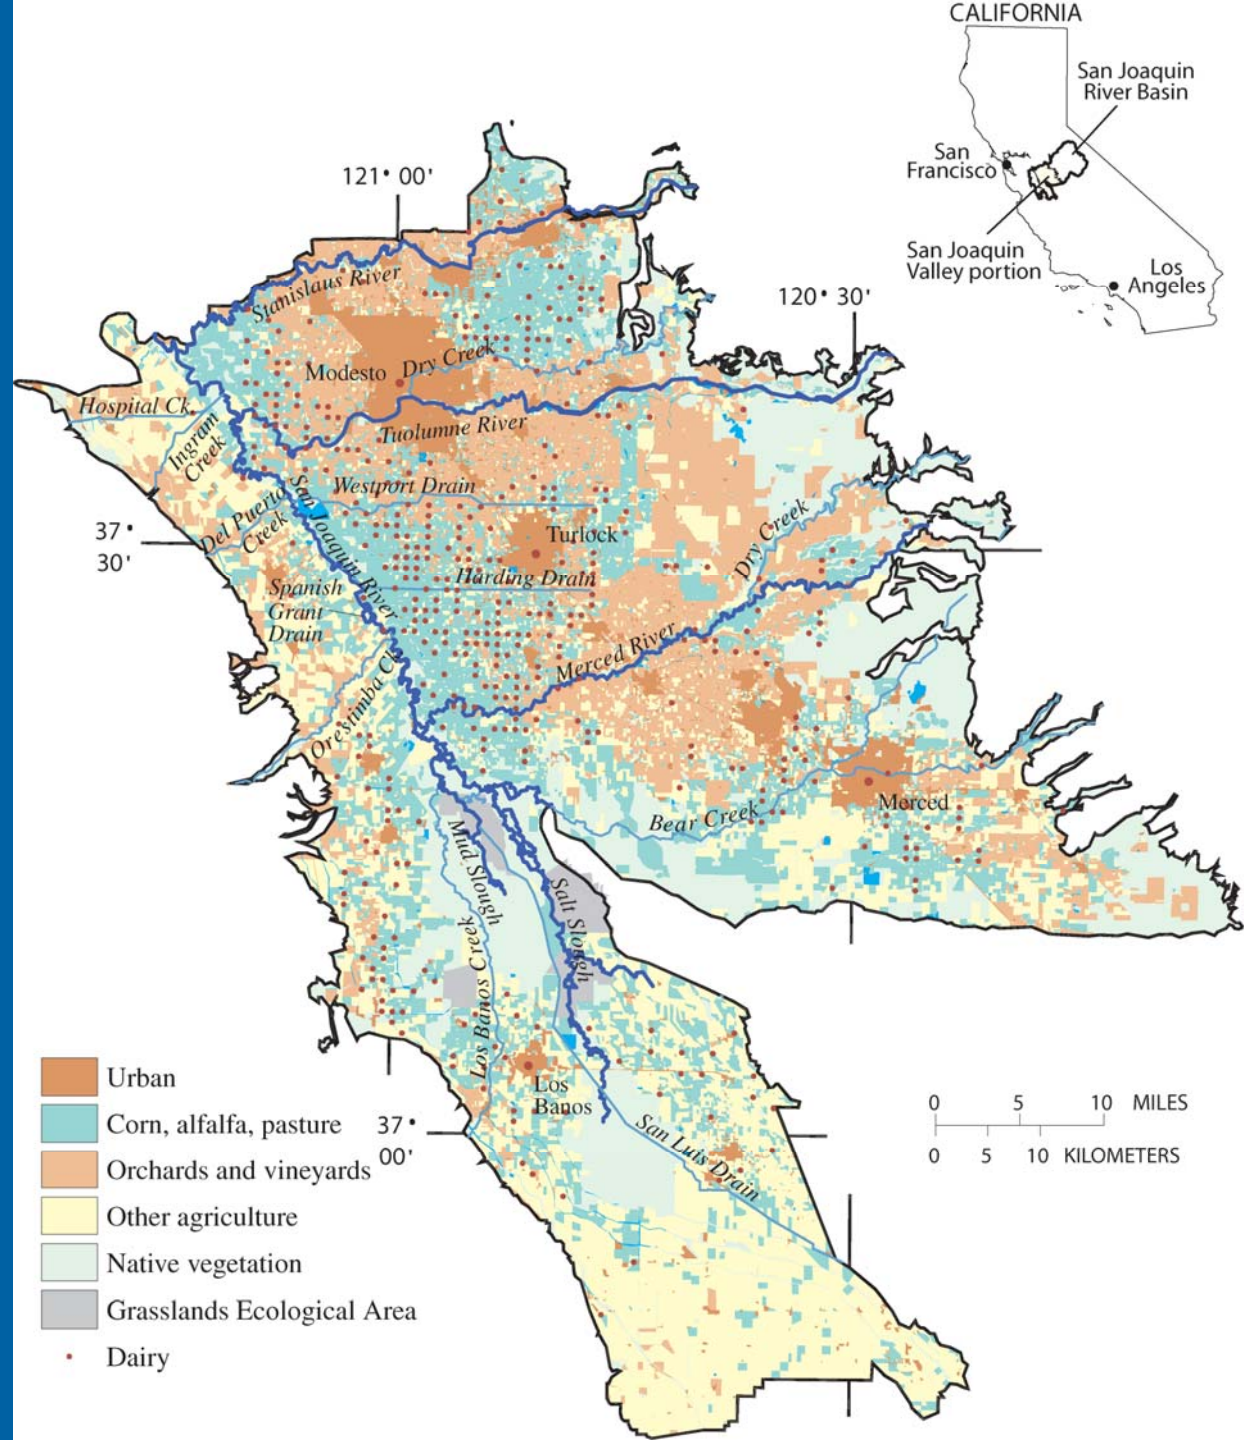 CALIFORNIA
San Joaquin
River Basin
San
Francisco
San Joaquin
Valley portion
Los
Angeles
121° 00'
120° 30'
Stanislaus River
Modesto
Dry Creek
Hospital Ck.
Tuolumne River
Ingram
Creek
Westport Drain
San Joaquin River
Del Puerto
Creek
37°
30'
Turlock
Dry Creek
Harding Drain
Spanish
Grant
Drain
Merced River
Orestimba Ck.
Merced
Bear Creek
Mud Slough
Salt Slough
Los Banos Creek
Los
Banos
37°
00'
San Luis Drain
Urban
Corn, alfalfa, pasture
Orchards and vineyards
Other agriculture
Native vegetation
Grasslands Ecological Area
Dairy
0 5 10 MILES
0 5 10 KILOMETERS